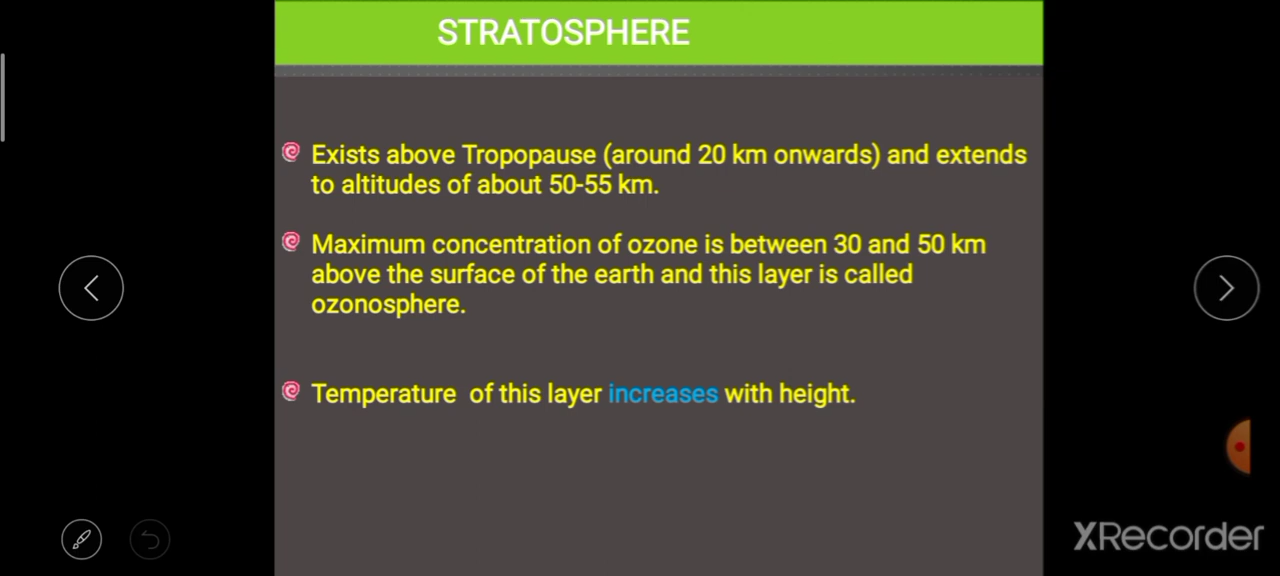 STRATOSPHERE
Exists above Tropopause (around 20 km onwards) and extends
to altitudes of about 50-55 km.
Maximum concentration of ozone is between 30 and 50 km
above the surface of the earth and this layer is called
ozonosphere.
Temperature of this layer increases with height.
XRecorder